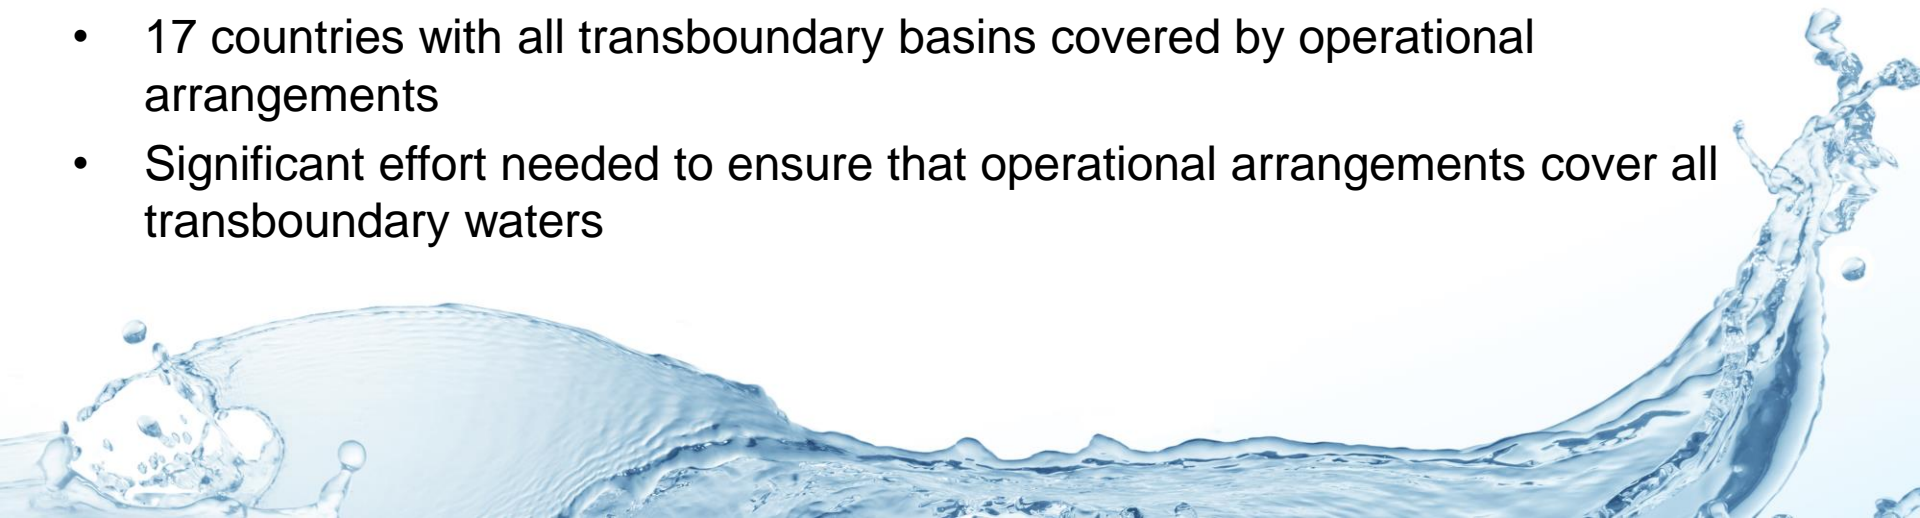 • 17 countries with all transboundary basins covered by operational
arrangements
• Significant effort needed to ensure that operational arrangements cover all
transboundary waters